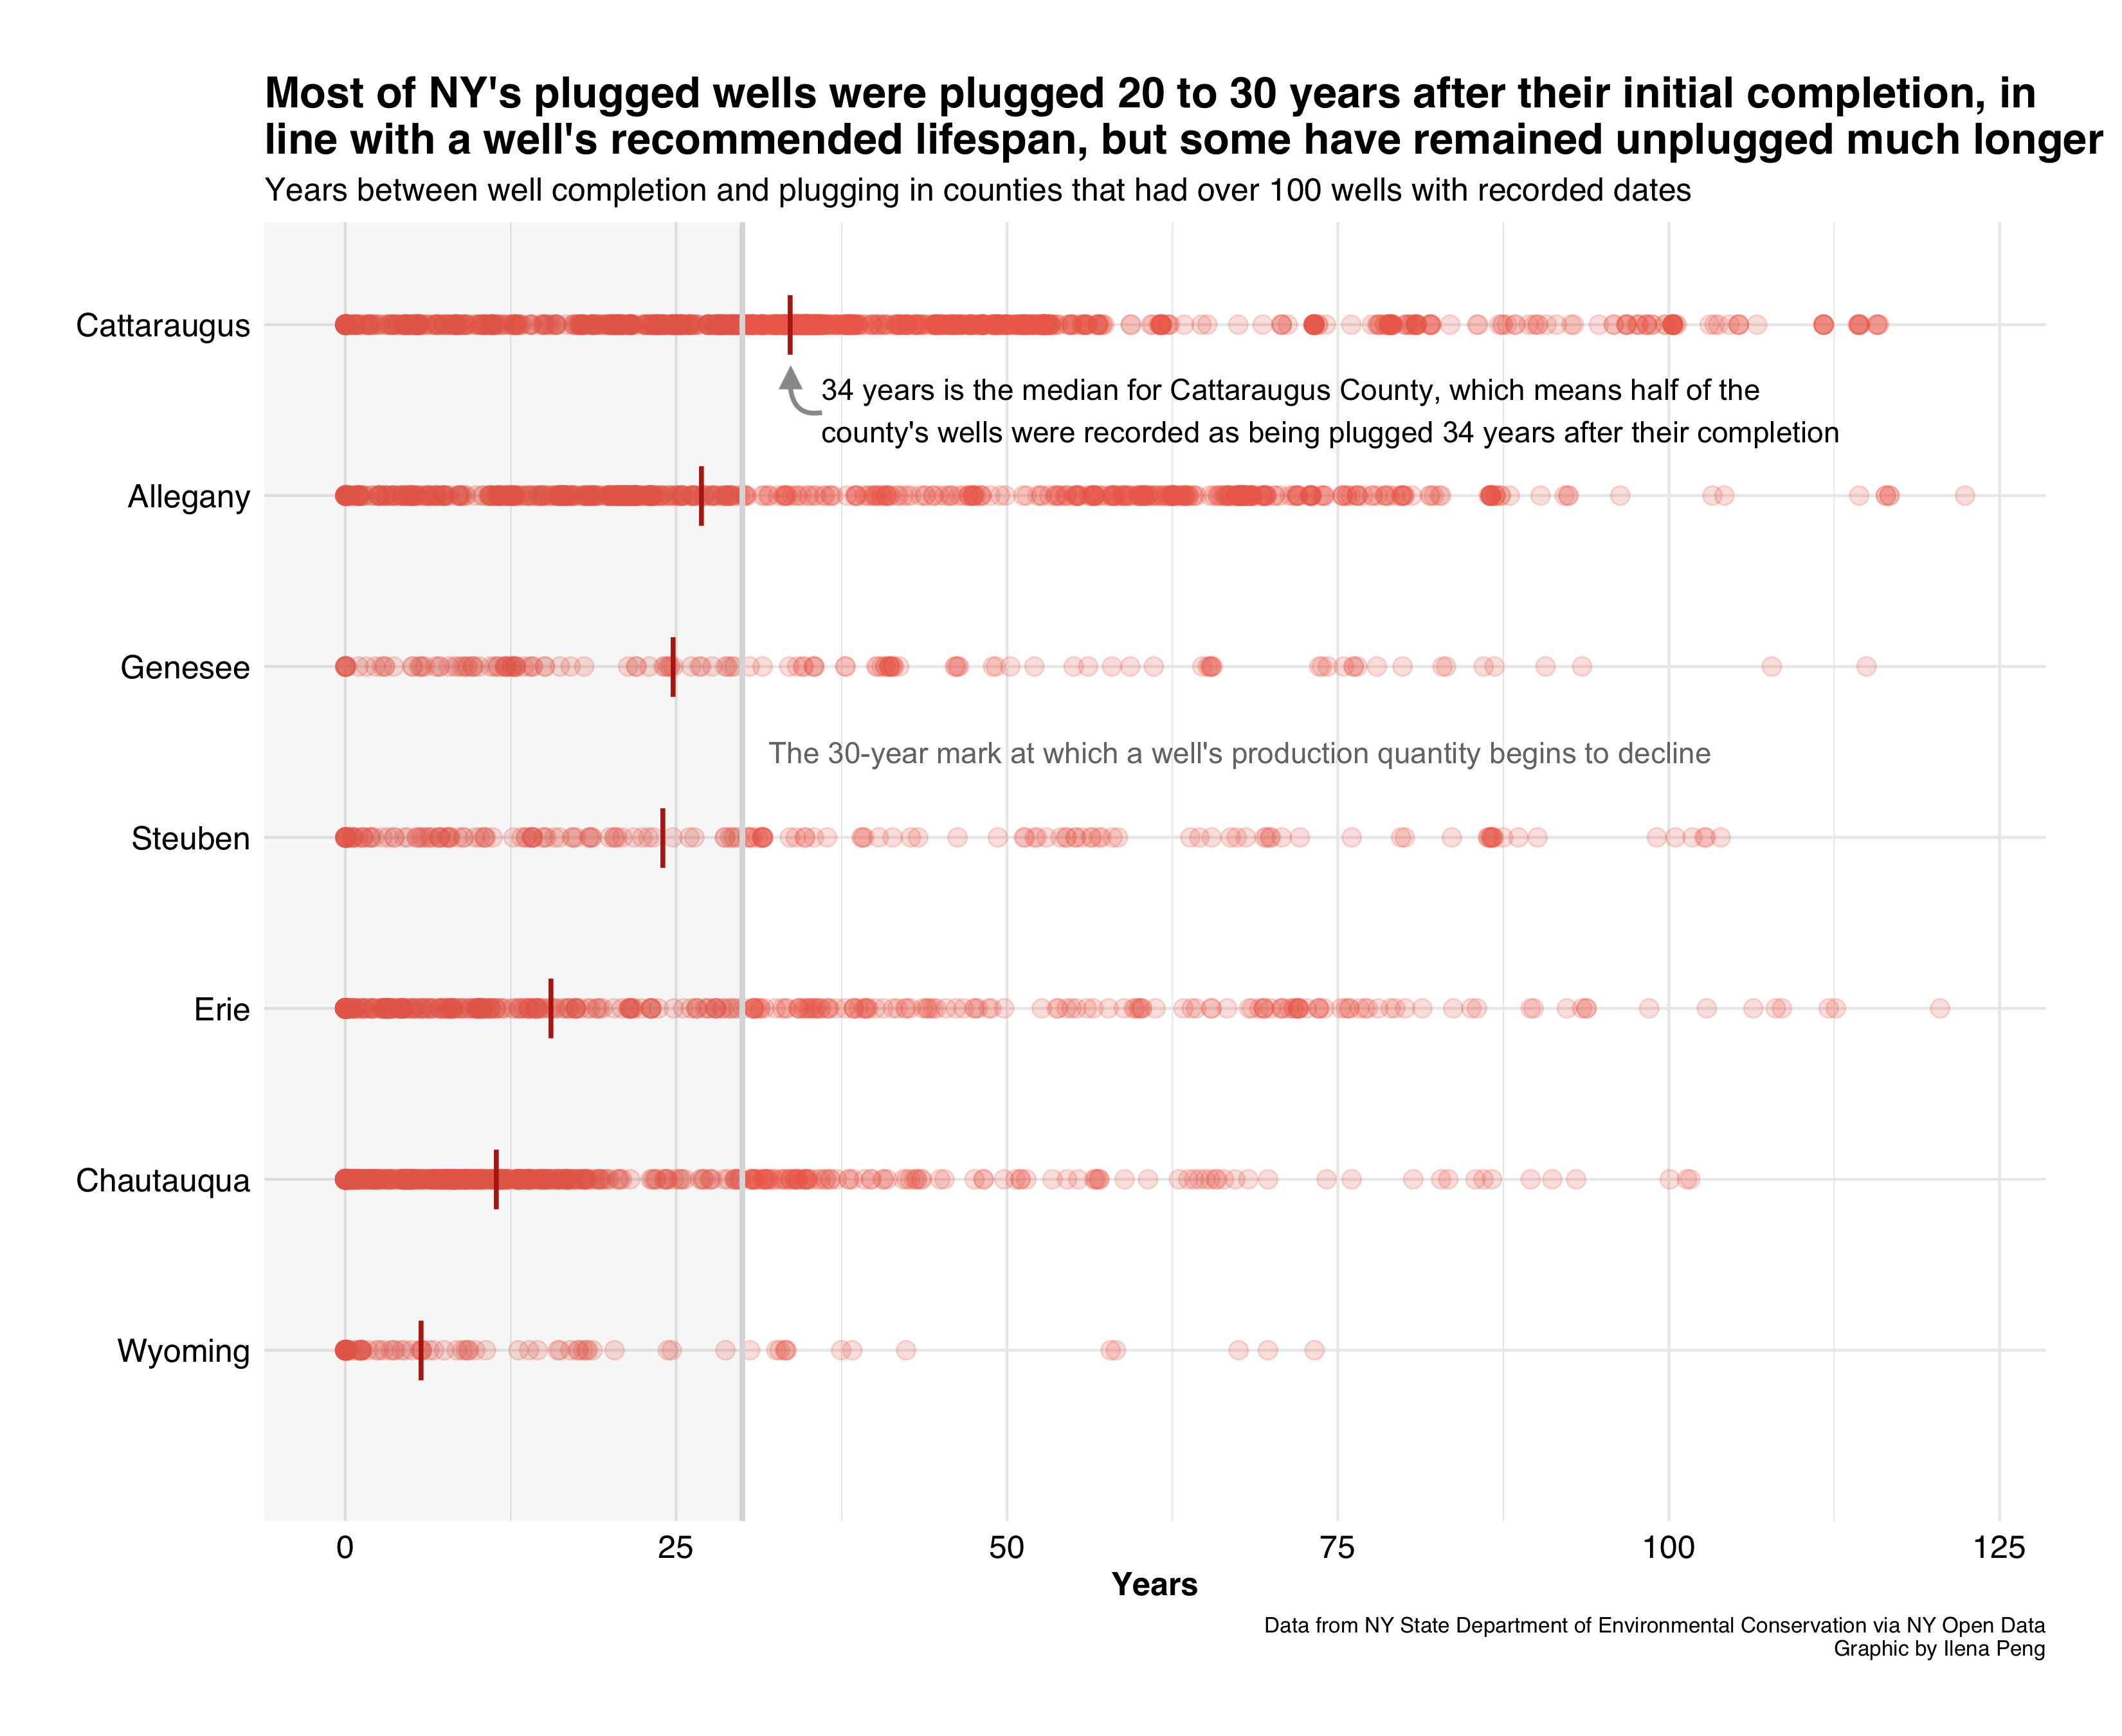 Most of NY's plugged wells were plugged 20 to 30 years after their initial completion, in
line with a well's recommended lifespan, but some have remained unplugged much longer
Years between well completion and plugging in counties that had over 100 wells with recorded dates
Cattaraugus
34 years is the median for Cattaraugus County, which means half of the
county's wells were recorded as being plugged 34 years after their completion
Allegany
Genesee
The 30-year mark at which a well's production quantity begins to decline
Steuben
Erie
Chautauqua
Wyoming
0 25 50 75 100 125
Years
Data from NY State Department of Environmental Conservation via NY Open Data
Graphic by Ilena Peng